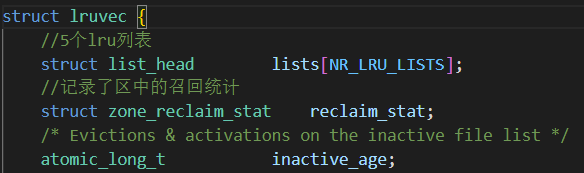 struct lruvec {
//5个lru列表
struct list_head lists[NR_LRU_LISTS];
//记录了区中的召回统计
struct zone_reclaim_stat reclaim_stat;
/* Evictions & activations on the inactive file list */
atomic_long_t inactive_age;